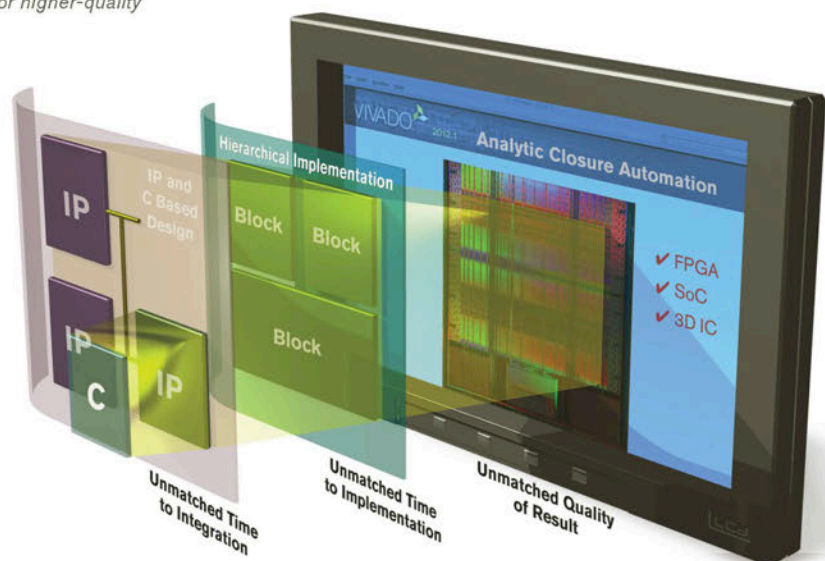 or higher-quality
VIVADO
2012.1
Analytic Closure Automation
FPGA
SoC
3D IC
Hierarchical Implementation
Block
Block
Block
IP and
C Based
Design
IP
IP
IP
C
Unmatched Time
to Integration
Unmatched Time
to Implementation
Unmatched Quality
of Result